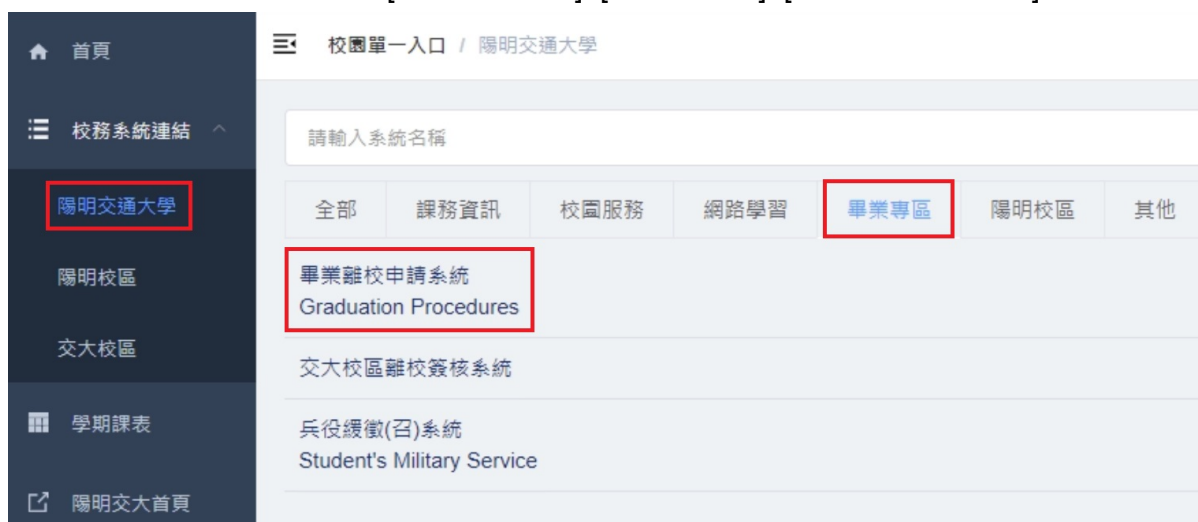 首頁
校務系統連結
陽明交通大學
陽明校區
交大校區
學期課表
陽明交大首頁
校園單一入口 / 陽明交通大學
請輸入系統名稱
全部 課務資訊 校園服務 網路學習 畢業專區 陽明校區 其他
畢業離校申請系統
Graduation Procedures
交大校區離校簽核系統
兵役緩徵(召)系統
Student's Military Service